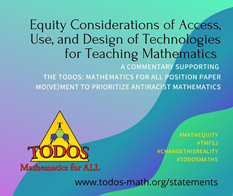 Equity Considerations of Access,
Use, and Design of Technologies
for Teaching Mathematics
A COMMENTARY SUPPORTING
THE TODOS: MATHEMATICS FOR ALL POSITION PAPER
MO(VE)MENT TO PRIORITIZE ANTIRACIST MATHEMATICS
#MATHEQUITY
#TMFSJ
#CHANGETHISREALITY
#TODOSMATHS
TODOS
Mathematics for ALL
www.todos-math.org/statements